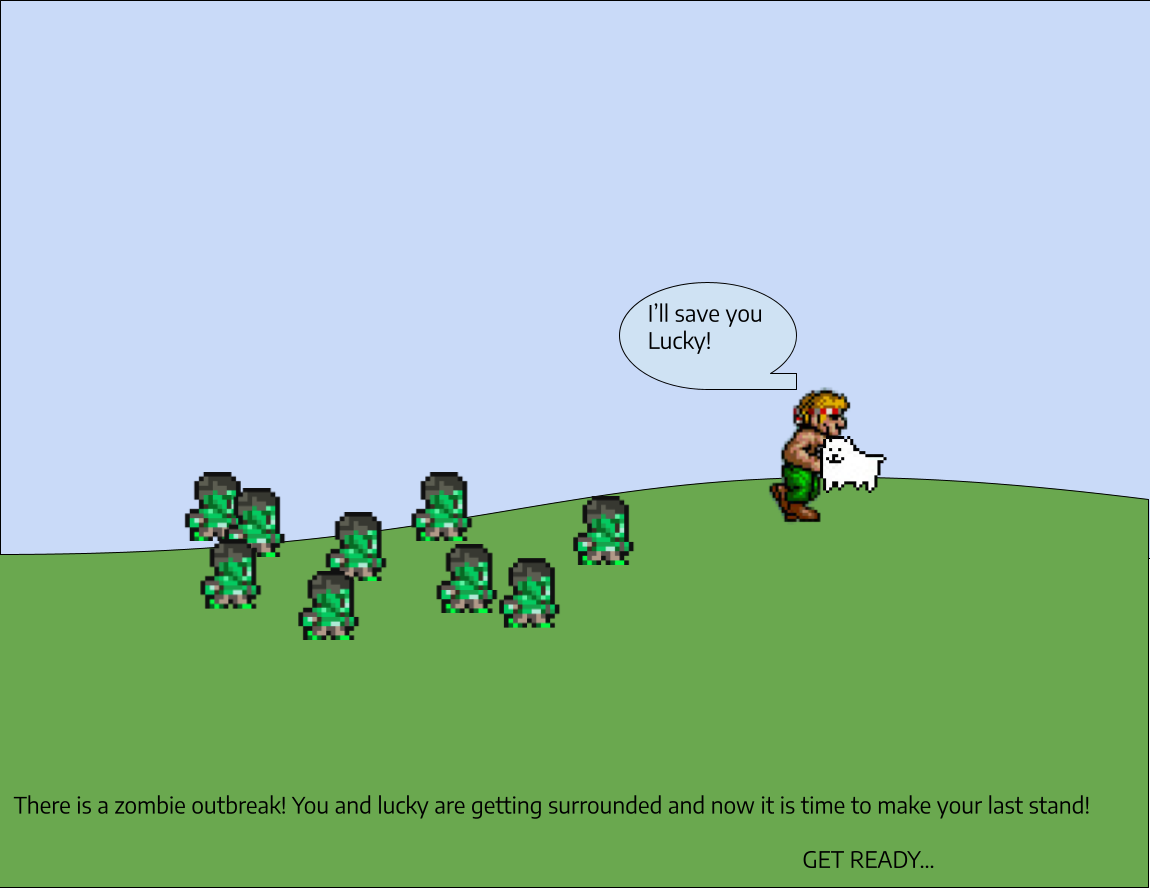 I'll save you
Lucky!
There is a zombie outbreak! You and lucky are getting surrounded and now it is time to make your last stand!
GET READY...